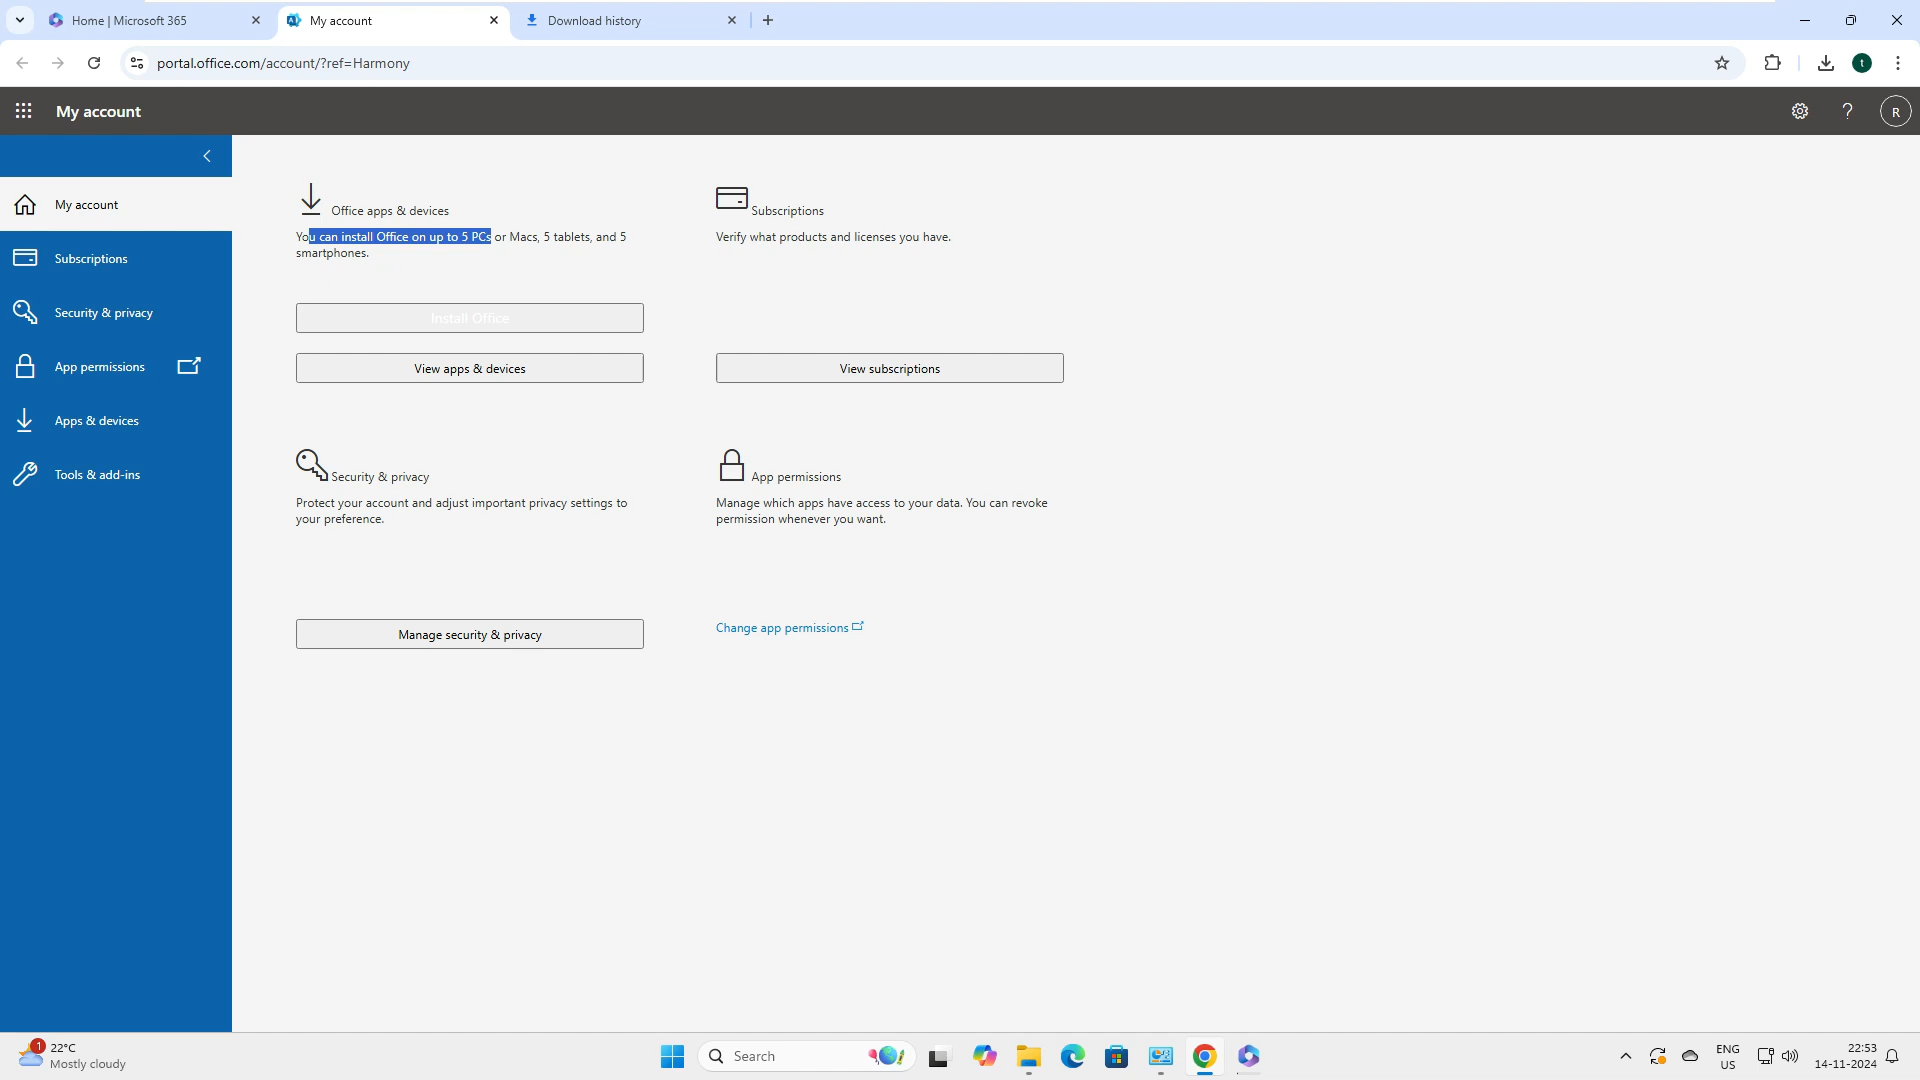 Home | Microsoft 365
My account
Download history
portal.office.com/account/?ref=Harmony
t
My account
?
R
My account
Subscriptions
Security & privacy
App permissions
Apps & devices
Tools & add-ins
Office apps & devices
You can install Office on up to 5 PCs or Macs, 5 tablets, and 5
smartphones.
Install Office
View apps & devices
Subscriptions
Verify what products and licenses you have.
View subscriptions
Security & privacy
Protect your account and adjust important privacy settings to
your preference.
Manage security & privacy
App permissions
Manage which apps have access to your data. You can revoke
permission whenever you want.
Change app permissions
1
22°C
Mostly cloudy
Search
ENG
US
22:53
14-11-2024